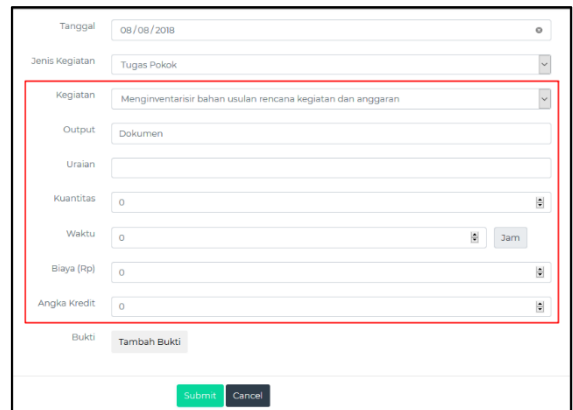 Tanggal 08/08/2018
Jenis Kegiatan Tugas Pokok
Kegiatan Menginventarisir bahan usulan rencana kegiatan dan anggaran
Output Dokumen
Uraian
Kuantitas 0
Waktu 0 Jam
Biaya (Rp) 0
Angka Kredit 0
Bukti Tambah Bukti
Submit Cancel